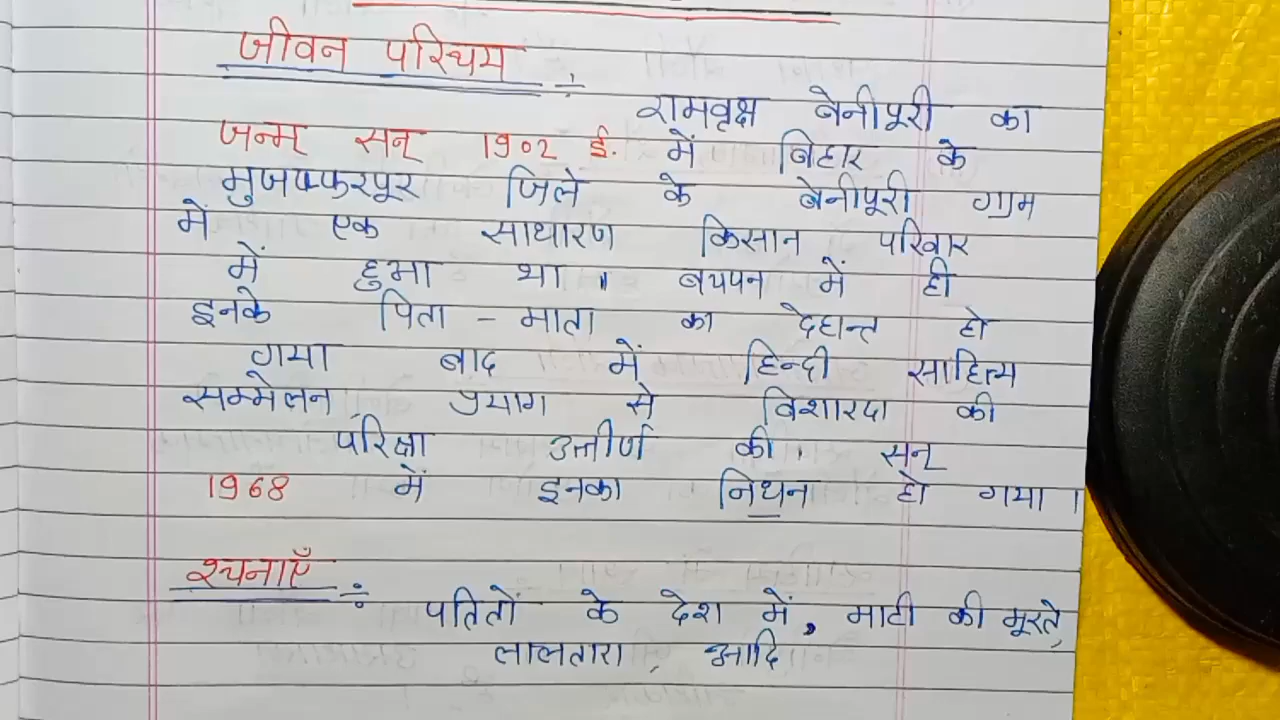 जीवन परिचय ÷
रामवृक्ष बेनीपूरी का
जन्म सन् 1902 ई. में बिहार के
मुजफ्फरपूर जिले के बेनीपूरी ग्राम
में एक साधारण किसान परिवार
में हुआ था। बचपन में ही
इनके पिता - माता का देहान्त हो
गया बाद में हिन्दी साहित्य
सम्मेलन प्रयाग से विशारदा की
परिक्षा उत्तीर्ण की। सन्
1968 में इनका निधना हो गया।
रचनाएँ ÷
पतितों के देश में, माटी की मूरते,
लालतारा, आदि